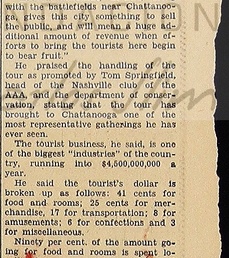 with the battlefields near Chattanoo-
ga, gives this city something to sell
the public, and will mean a huge ad-
ditional amount of revenue when ef-
forts to bring the tourists here begin
to bear fruit."
He praised the handling of the
tour as promoted by Tom Springfield,
head of the Nashville club of the
AAA, and the department of conser-
vation, stating that the tour has
brought to Chattanooga one of the
most representative gatherings he has
ever seen.
The tourist business, he said, is one
of the biggest "industries" of the coun-
try, running into $4,500,000,000 a
year.
He said the tourist's dollar is
broken up as follows: 41 cents for
food and rooms; 25 cents for mer-
chandise, 17 for transportation; 8 for
amusements; 6 for confections and 3
for miscellaneous.
Ninety per cent. of the amount go-
ing for food and rooms is spent lo-